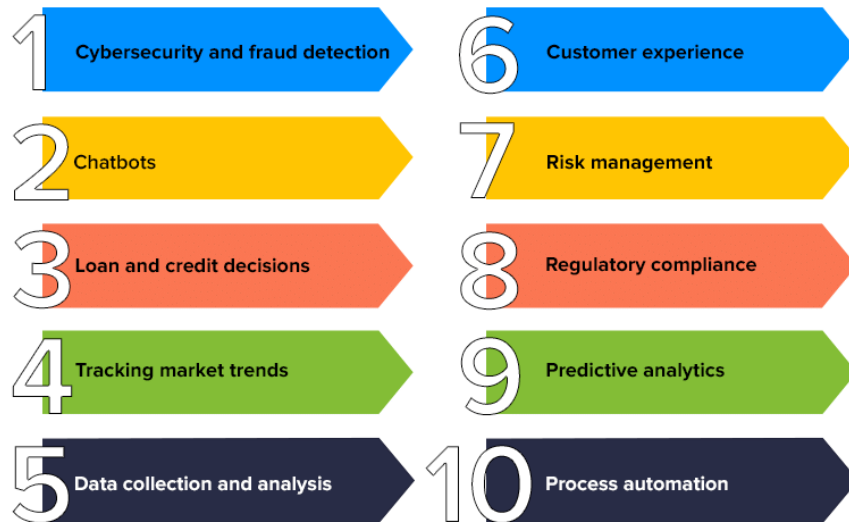 1 Cybersecurity and fraud detection
2 Chatbots
3 Loan and credit decisions
4 Tracking market trends
5 Data collection and analysis
6 Customer experience
7 Risk management
8 Regulatory compliance
9 Predictive analytics
10 Process automation